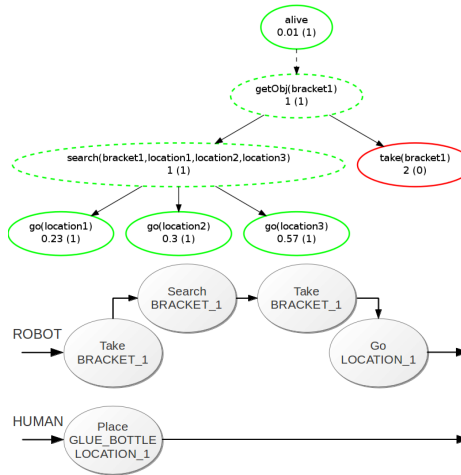 alive
0.01 (1)
getObj(bracket1)
1 (1)
search(bracket1,location1,location2,location3)
1 (1)
take(bracket1)
2 (0)
go(location1)
0.23 (1)
go(location2)
0.3 (1)
go(location3)
0.57 (1)
Search
BRACKET_1
Take
BRACKET_1
ROBOT
Take
BRACKET_1
Go
LOCATION_1
HUMAN
Place
GLUE_BOTTLE
LOCATION_1